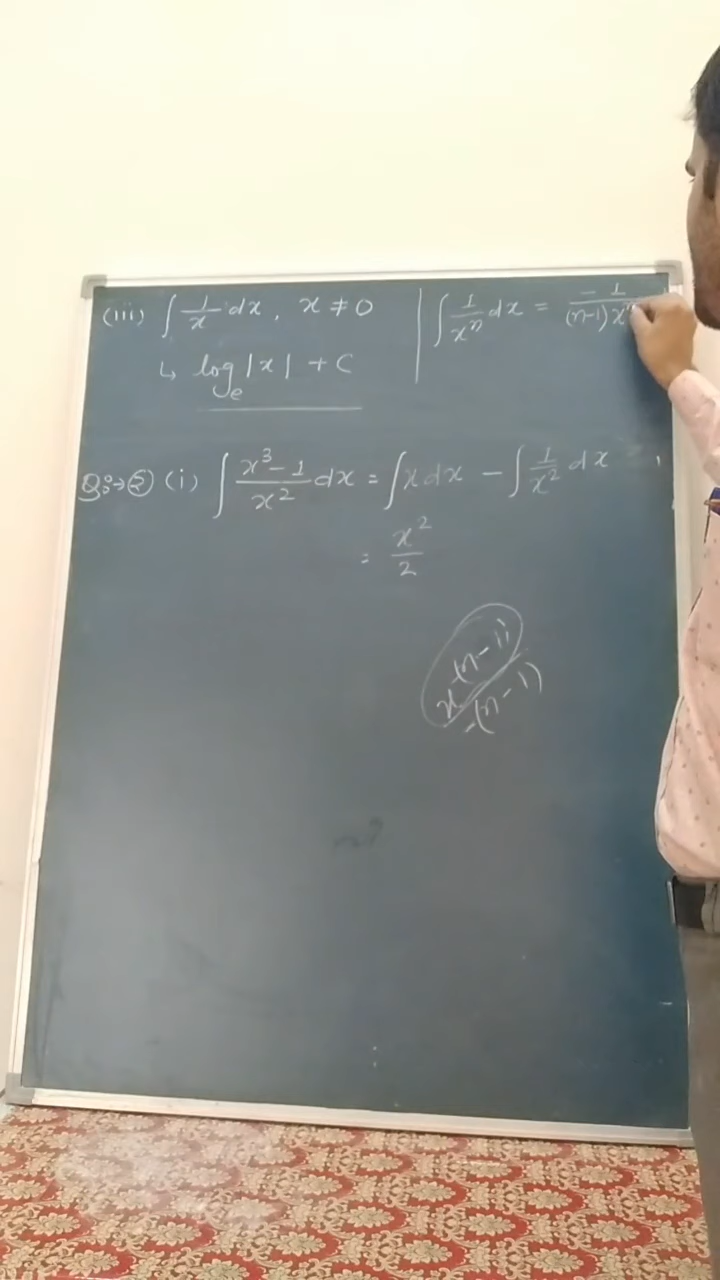 (iii) ∫ 1/x dx, x ≠ 0
↳ logₑ|x| + C
∫ 1/xⁿ dx = -1/(n-1)xⁿ
Q:→② (i) ∫ (x³-1)/x² dx = ∫x dx - ∫ 1/x² dx
= x²/2
x^-(n-1)/-(n-1)